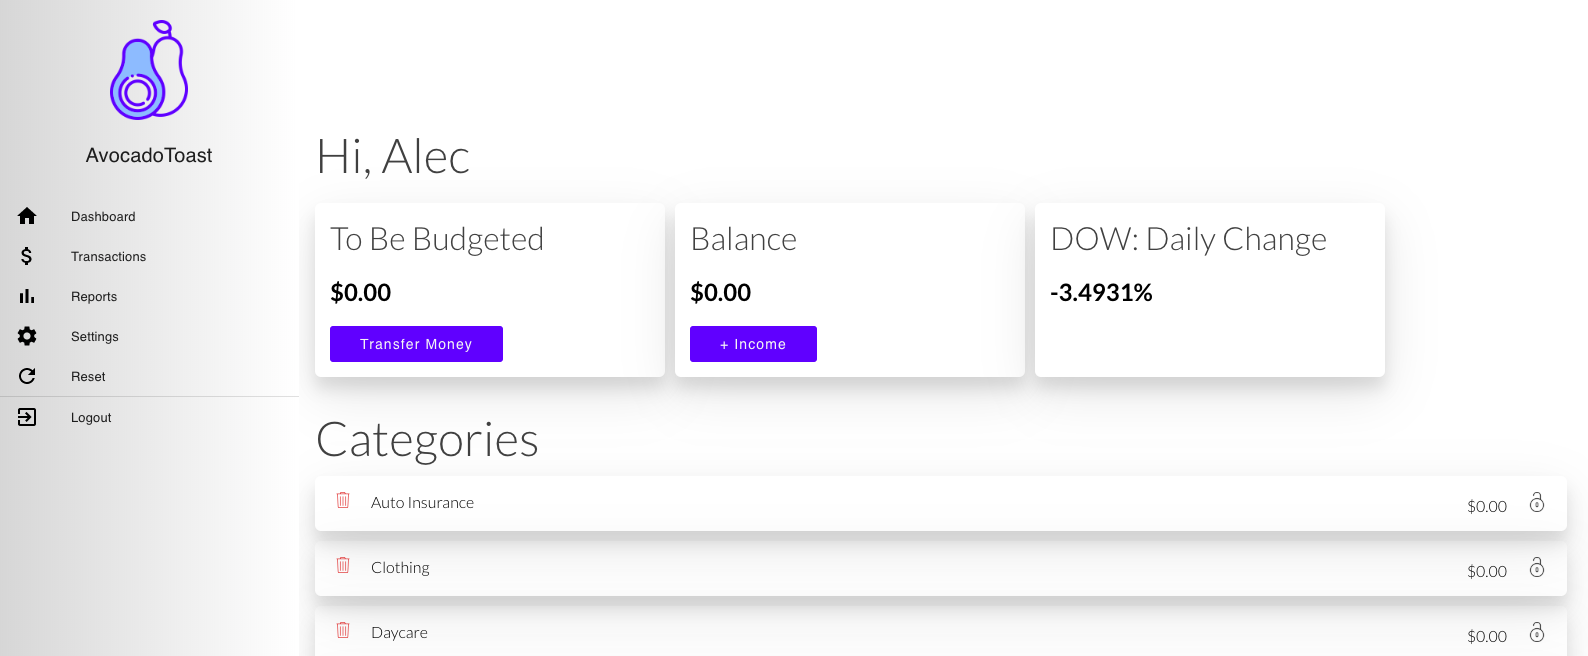 AvocadoToast
Dashboard
Transactions
Reports
Settings
Reset
Logout
Hi, Alec
To Be Budgeted
$0.00
Transfer Money
Balance
$0.00
+ Income
DOW: Daily Change
-3.4931%
Categories
Auto Insurance $0.00
Clothing $0.00
Daycare $0.00